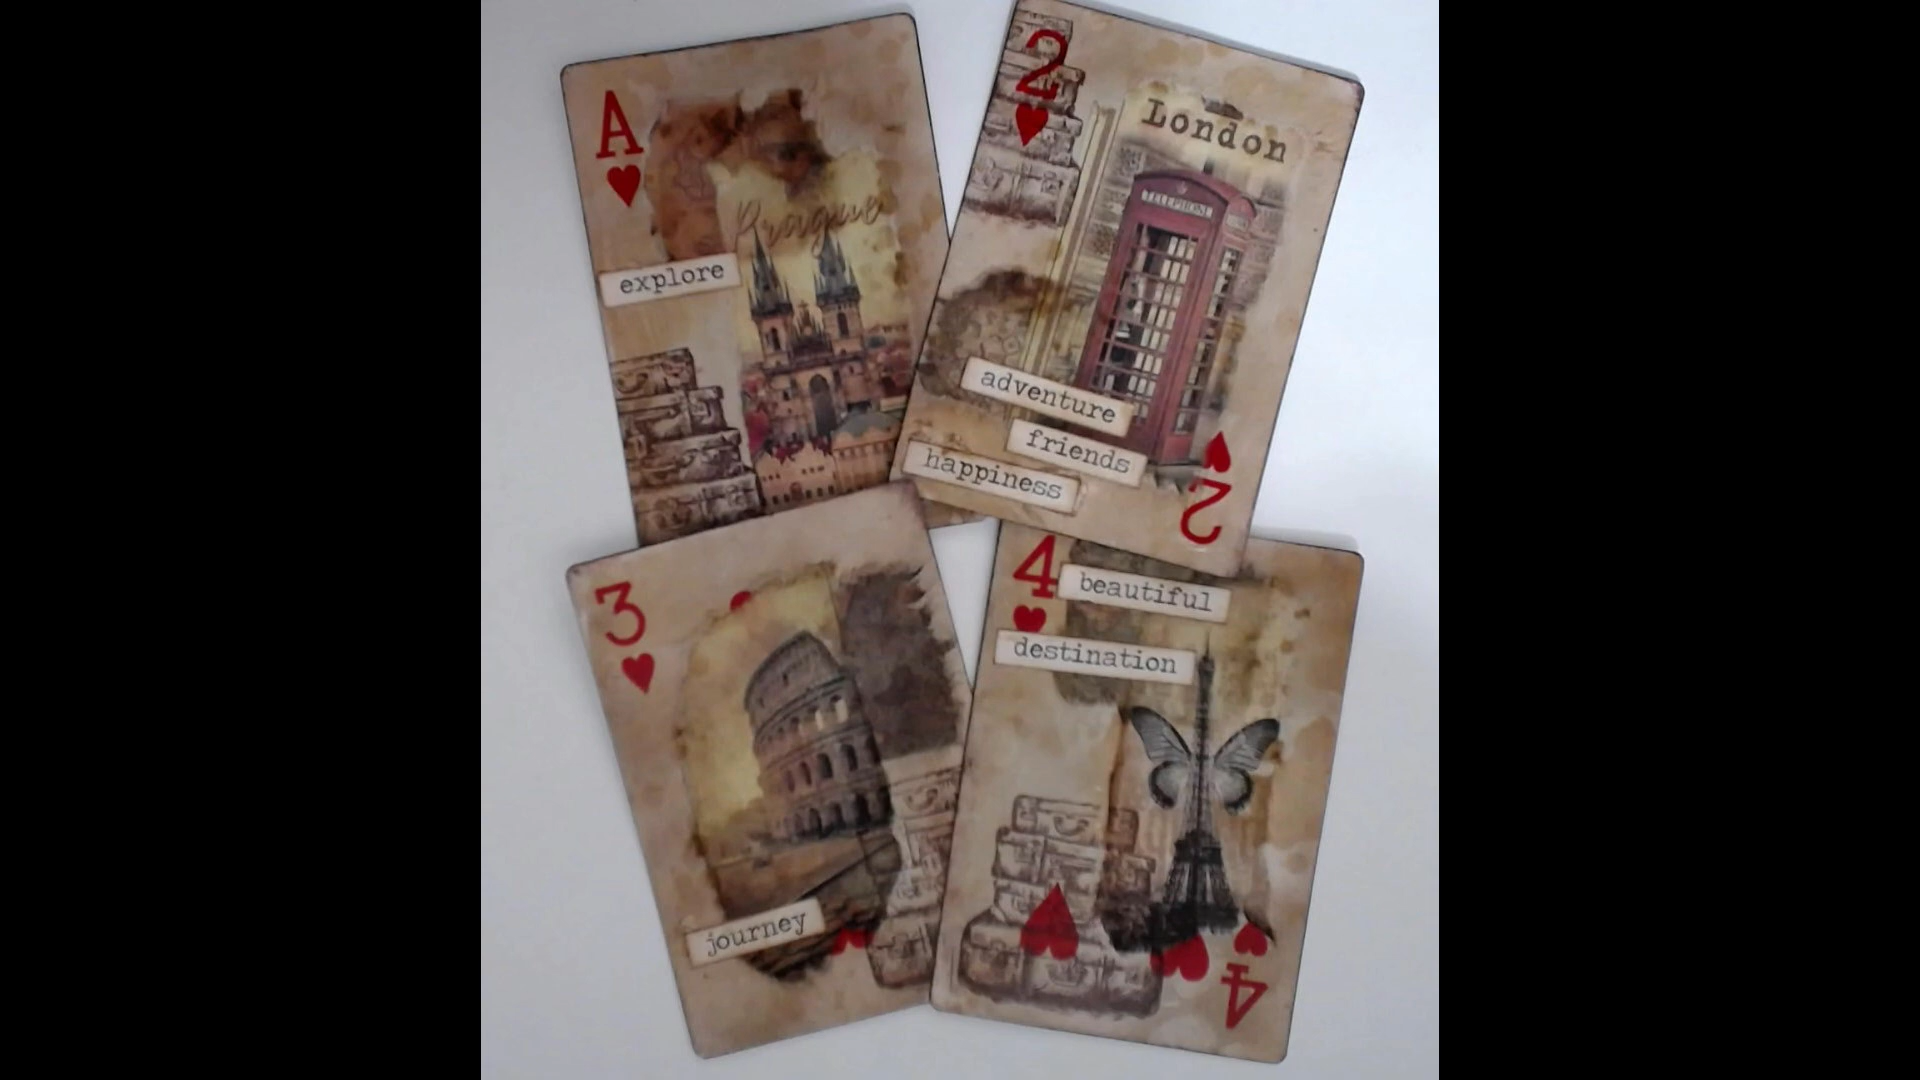 A
Prague
explore
2
London
TELEPHONE
adventure
friends
happiness
2
3
journey
4
beautiful
destination
4